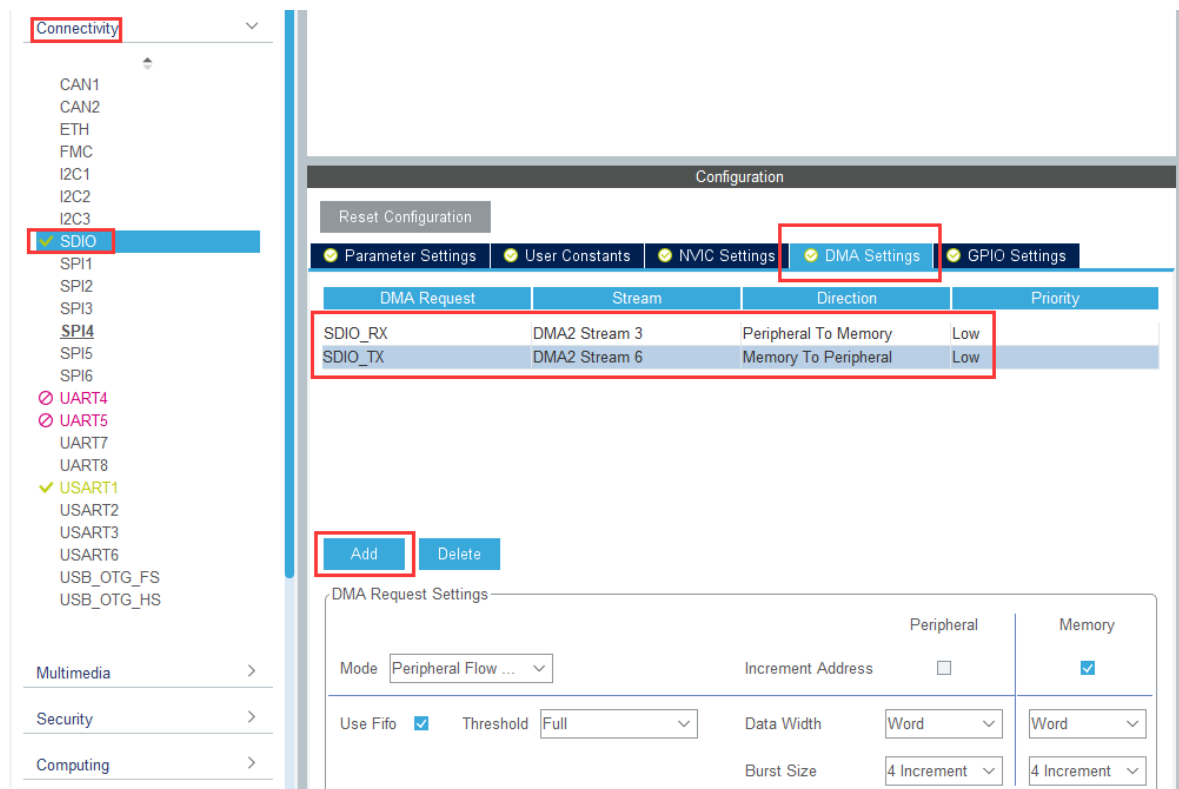 Connectivity
CAN1
CAN2
ETH
FMC
I2C1
I2C2
I2C3
SDIO
SPI1
SPI2
SPI3
SPI4
SPI5
SPI6
UART4
UART5
UART7
UART8
USART1
USART2
USART3
USART6
USB_OTG_FS
USB_OTG_HS
Multimedia
Security
Computing
Configuration
Reset Configuration
Parameter Settings User Constants NVIC Settings DMA Settings GPIO Settings
DMA Request Stream Direction Priority
SDIO_RX DMA2 Stream 3 Peripheral To Memory Low
SDIO_TX DMA2 Stream 6 Memory To Peripheral Low
Add Delete
DMA Request Settings
Peripheral Memory
Mode Peripheral Flow ... Increment Address
Use Fifo Threshold Full Data Width Word Word
Burst Size 4 Increment 4 Increment